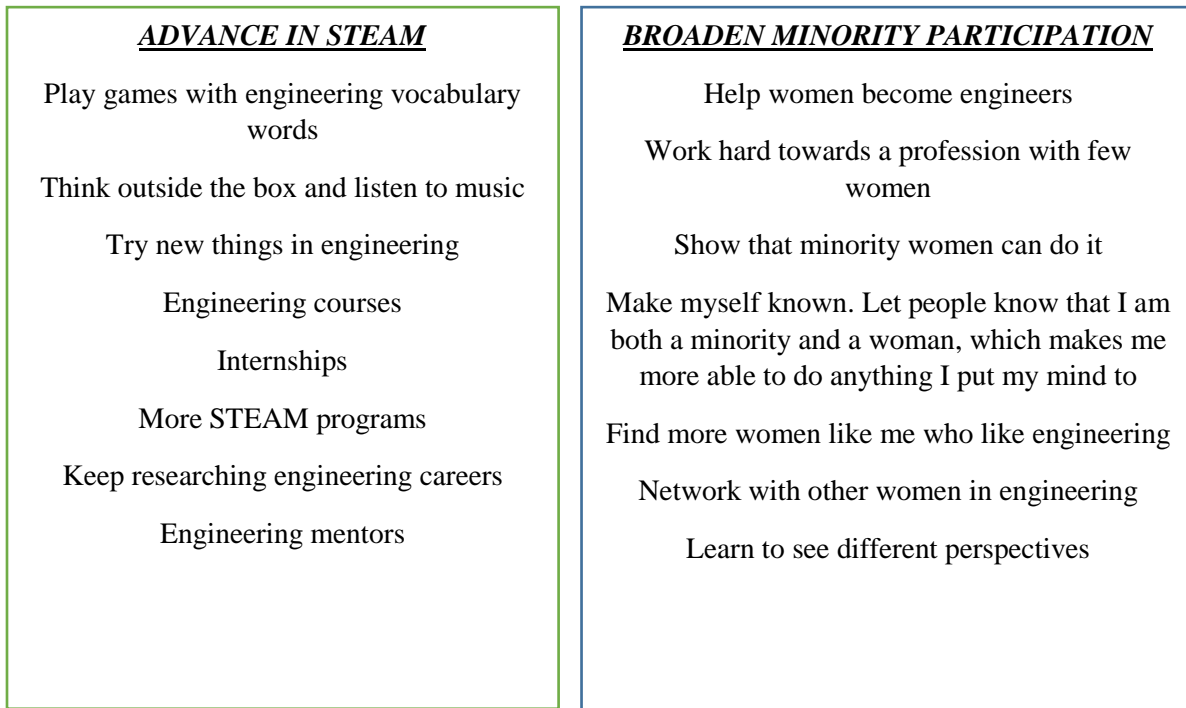 ADVANCE IN STEAM
Play games with engineering vocabulary
words
Think outside the box and listen to music
Try new things in engineering
Engineering courses
Internships
More STEAM programs
Keep researching engineering careers
Engineering mentors
BROADEN MINORITY PARTICIPATION
Help women become engineers
Work hard towards a profession with few
women
Show that minority women can do it
Make myself known. Let people know that I am
both a minority and a woman, which makes me
more able to do anything I put my mind to
Find more women like me who like engineering
Network with other women in engineering
Learn to see different perspectives